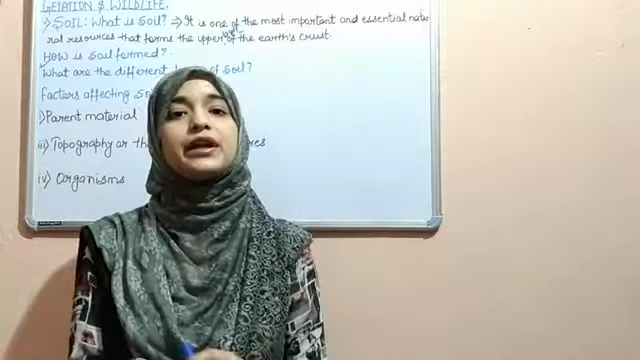 GETATION & WILDLIFE.
1) SOIL: What is soil? ⇒ It is one of the most important and essential natu-
ral resources that forms the upper layer of the earth's crust.
How is soil formed?
What are the different of soil?
Factors affecting
i) Parent material
iii) Topography or
iv) Organisms